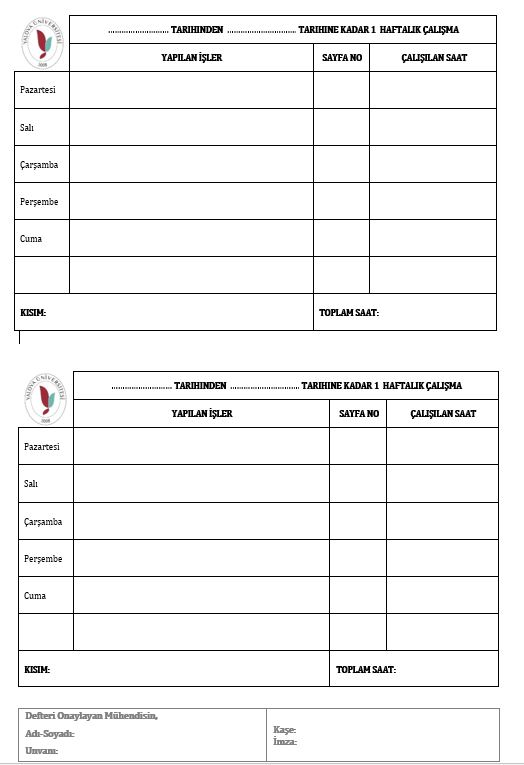 YALOVA ÜNİVERSİTESİ
2008
.......................... TARIHINDEN .............................. TARIHINE KADAR 1 HAFTALIK ÇALIŞMA
YAPILAN İŞLER SAYFA NO ÇALIŞILAN SAAT
Pazartesi
Salı
Çarşamba
Perşembe
Cuma
KISIM: TOPLAM SAAT:
YALOVA ÜNİVERSİTESİ
2008
.......................... TARIHINDEN .............................. TARIHINE KADAR 1 HAFTALIK ÇALIŞMA
YAPILAN İŞLER SAYFA NO ÇALIŞILAN SAAT
Pazartesi
Salı
Çarşamba
Perşembe
Cuma
KISIM: TOPLAM SAAT:
Defteri Onaylayan Mühendisin,
Adı-Soyadı:
Unvanı:
Kaşe:
İmza: